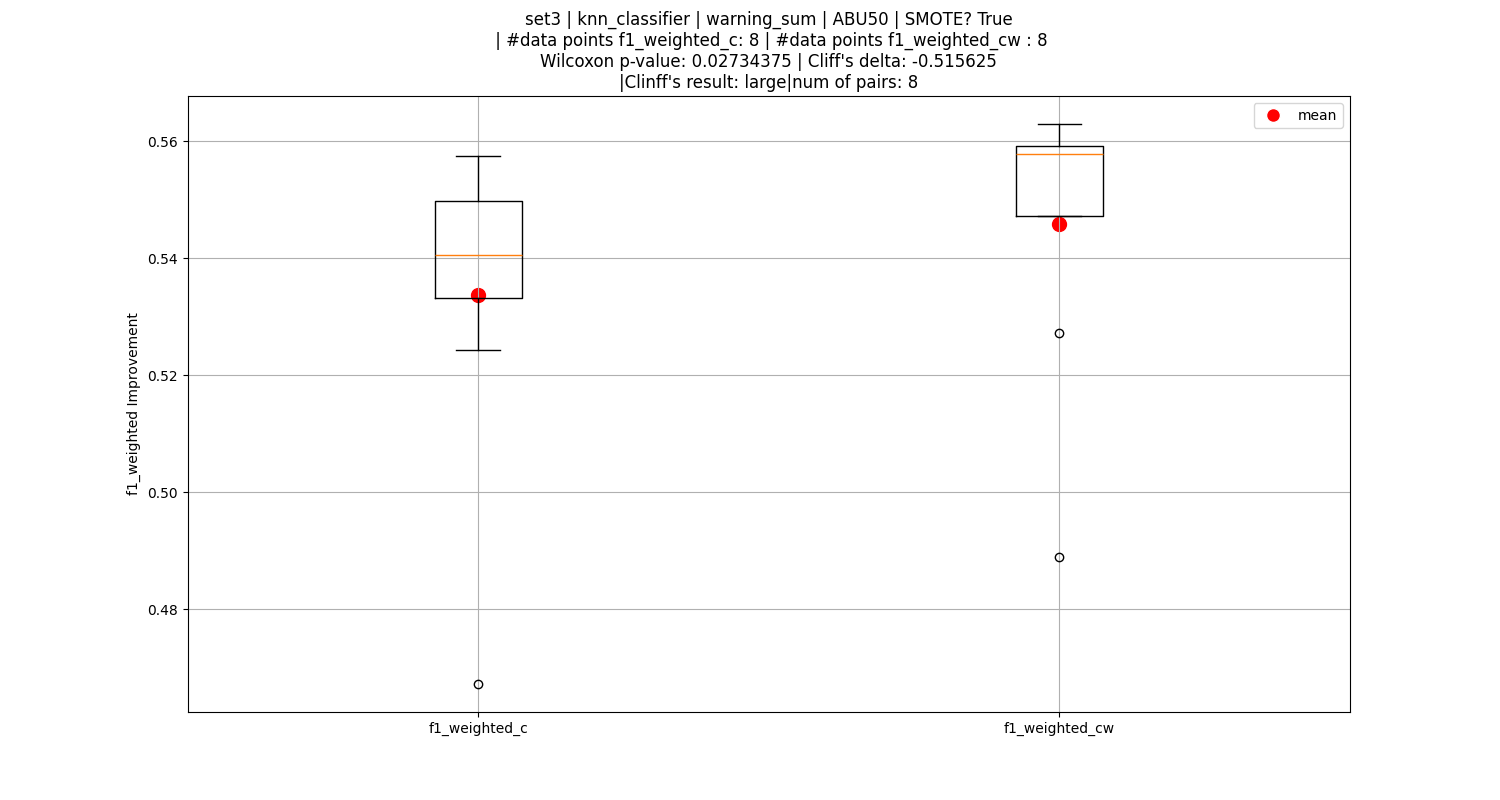 set3 | knn_classifier | warning_sum | ABU50 | SMOTE? True
| #data points f1_weighted_c: 8 | #data points f1_weighted_cw : 8
Wilcoxon p-value: 0.02734375 | Cliff's delta: -0.515625
|Clinff's result: large|num of pairs: 8
mean
0.56
0.54
0.52
0.50
0.48
f1_weighted Improvement
f1_weighted_c
f1_weighted_cw